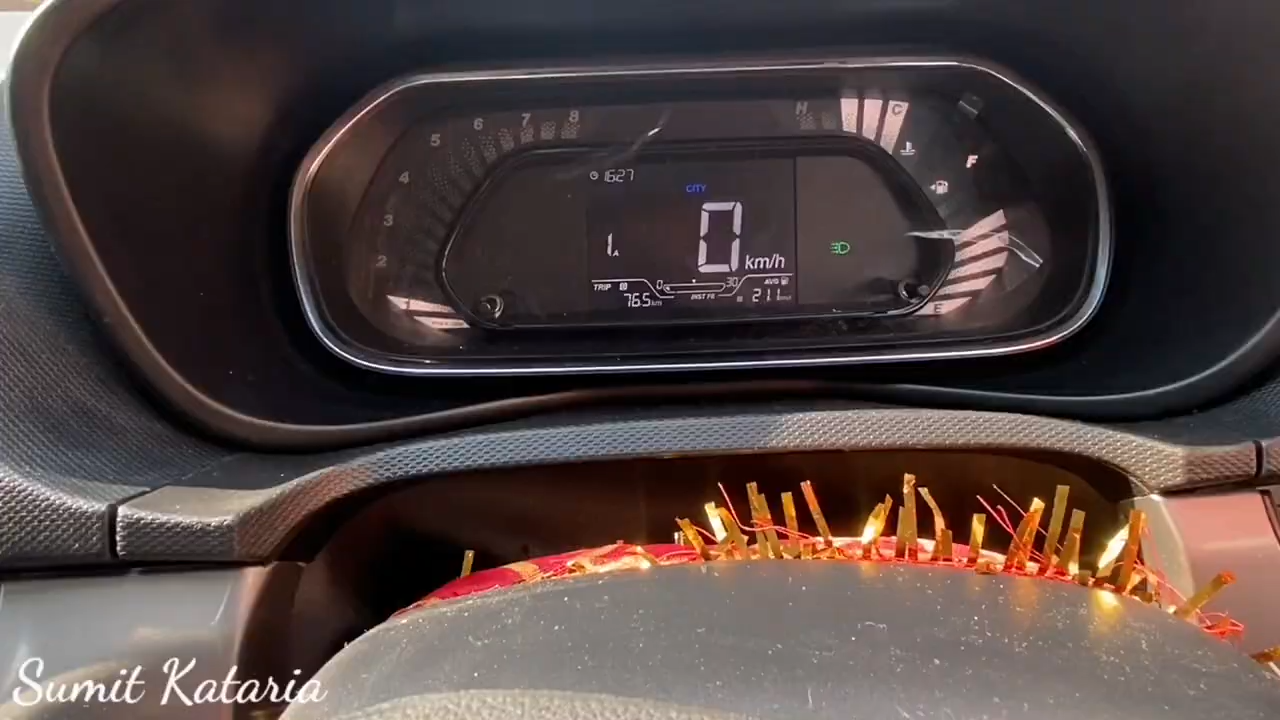 5 6 7 8 H C
4 F
3
2
1 E
1627
CITY
1A 0 km/h
TRIP B 0 30 AVG
76.5 km INST FE 21.1
Sumit Kataria